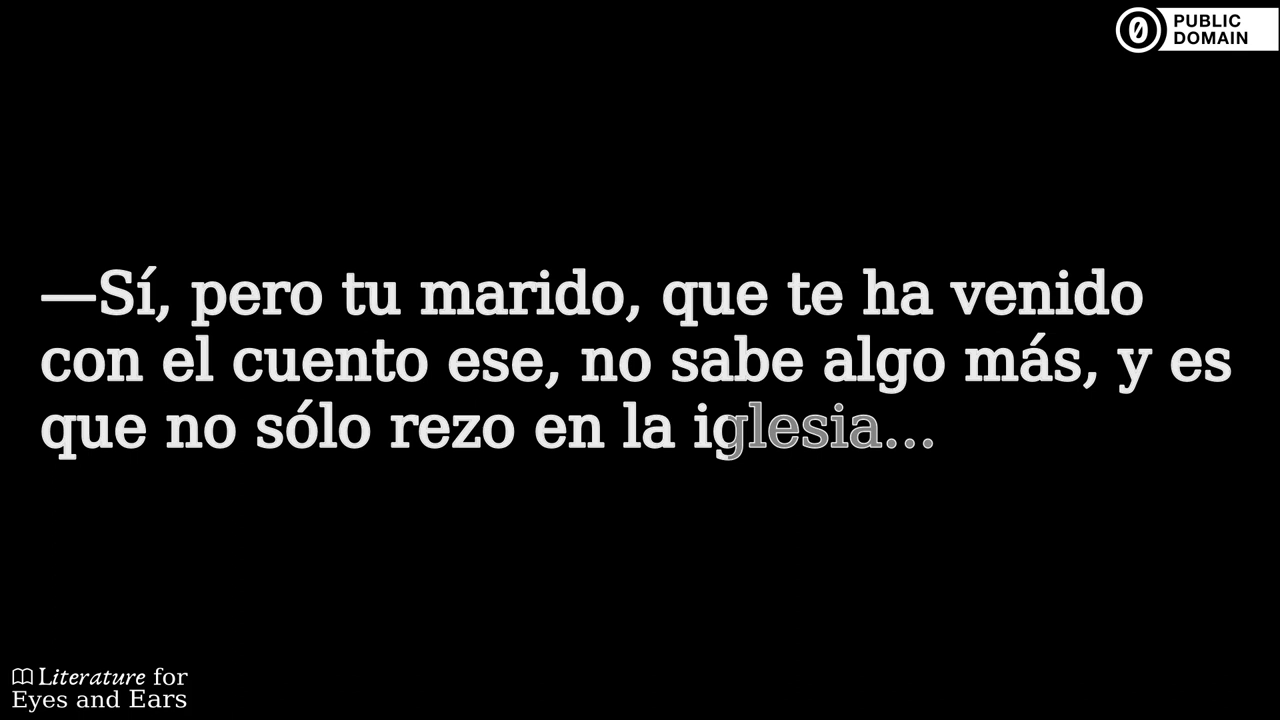 PUBLIC
DOMAIN
—Sí, pero tu marido, que te ha venido
con el cuento ese, no sabe algo más, y es
que no sólo rezo en la iglesia...
Literature for
Eyes and Ears